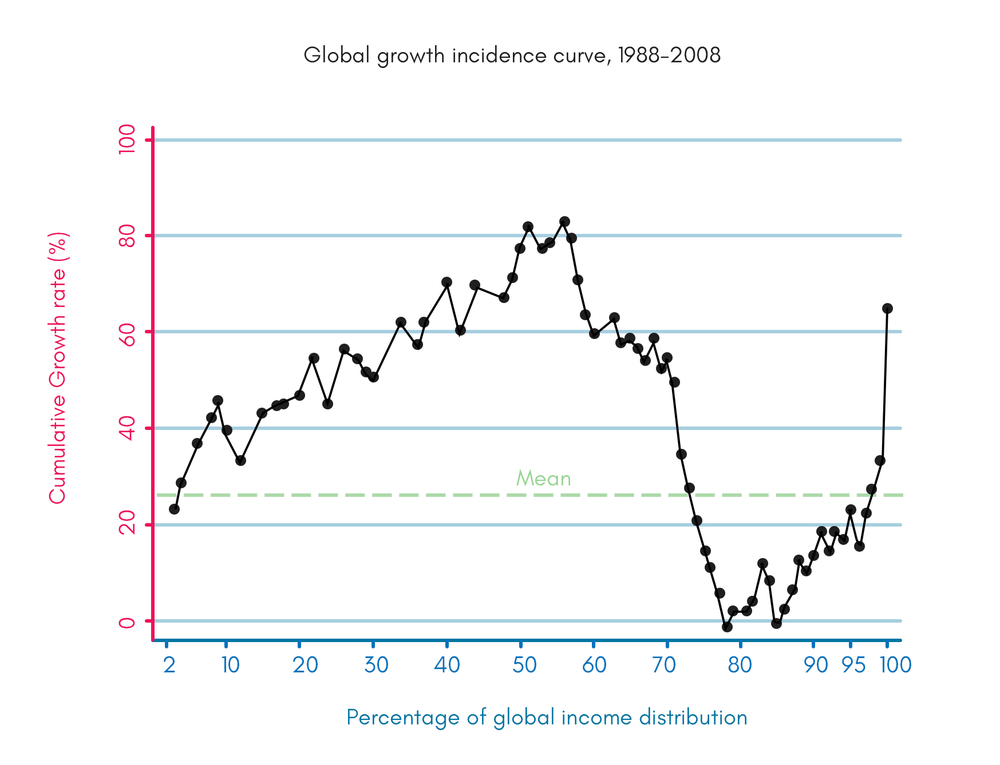 Global growth incidence curve, 1988-2008
100
80
60
40
20
0
Cumulative Growth rate (%)
Mean
2 10 20 30 40 50 60 70 80 90 95 100
Percentage of global income distribution